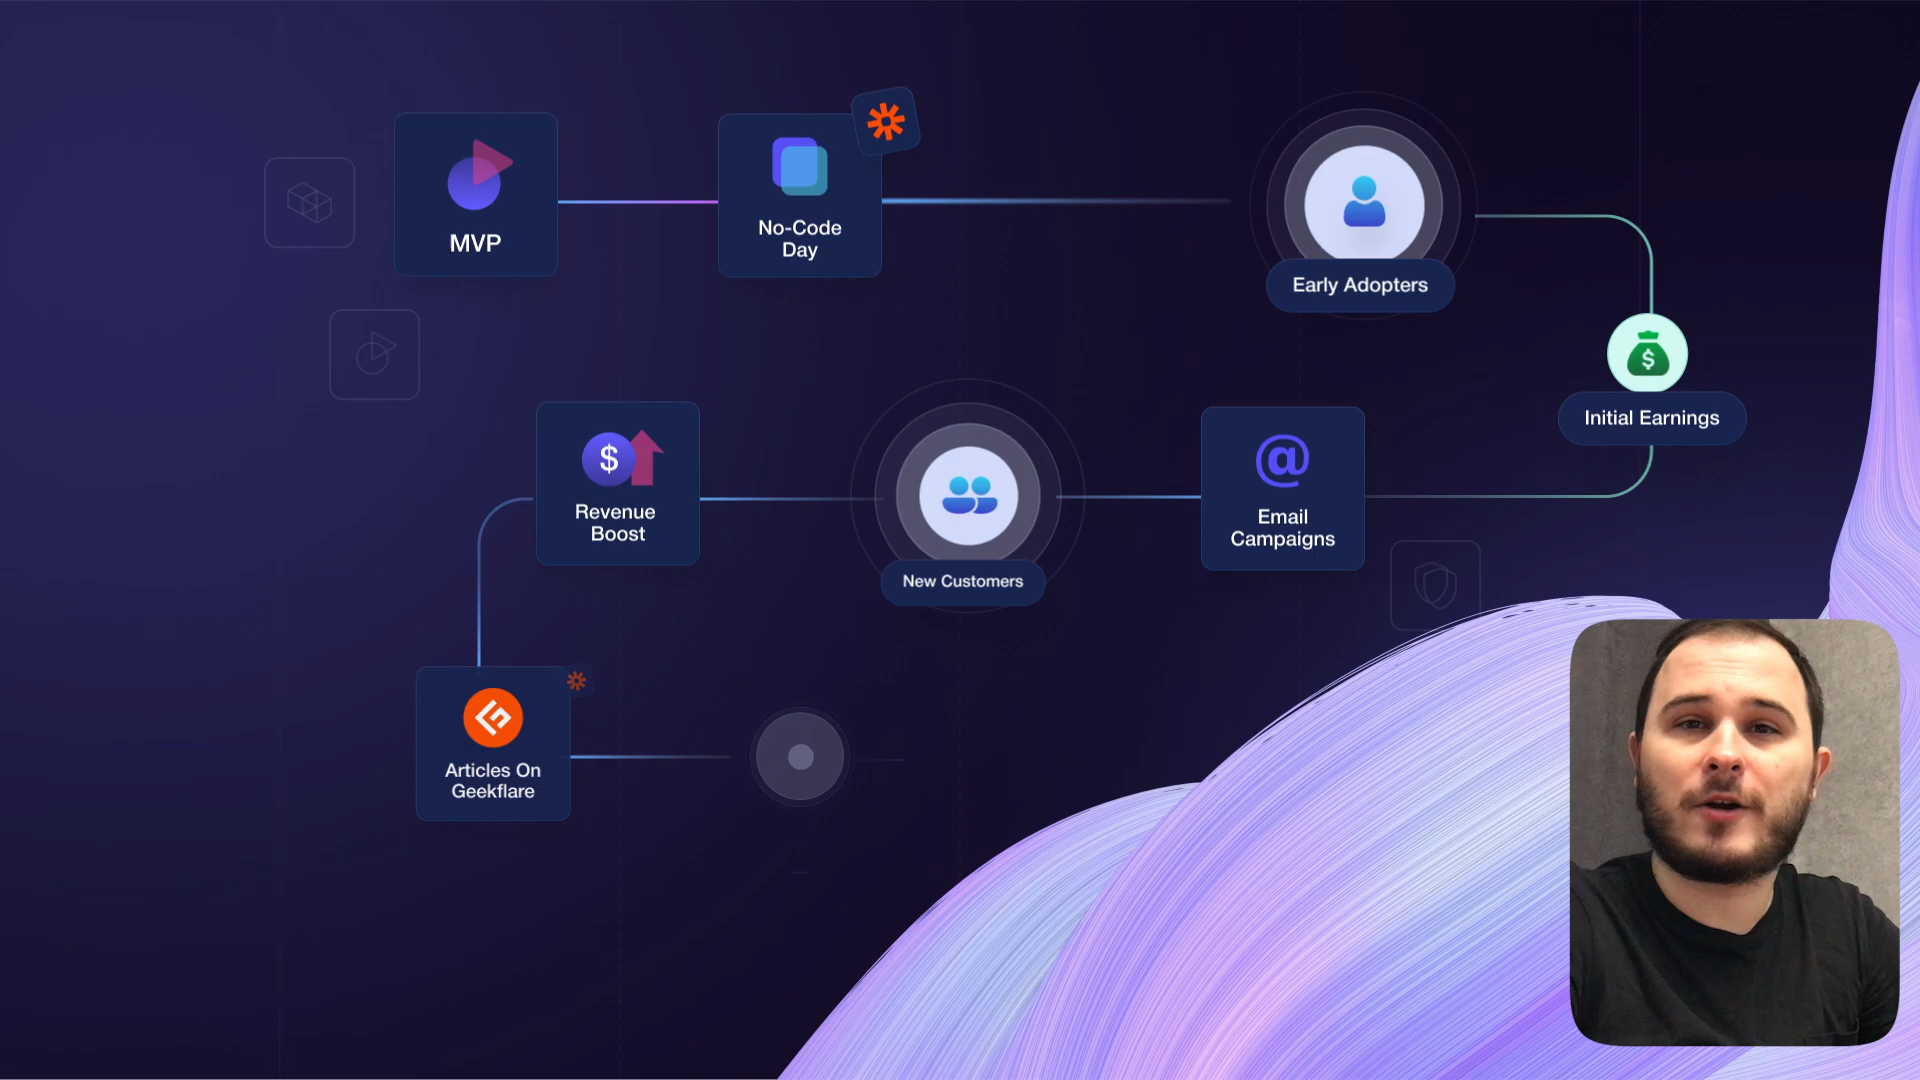 MVP
No-Code
Day
Early Adopters
Initial Earnings
Email
Campaigns
New Customers
$
Revenue
Boost
Articles On
Geekflare